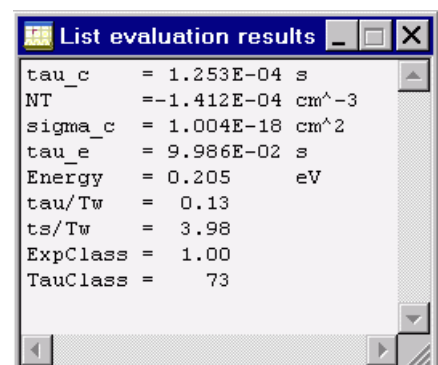 List evaluation results
tau_c = 1.253E-04 s
NT =-1.412E-04 cm^-3
sigma_c = 1.004E-18 cm^2
tau_e = 9.986E-02 s
Energy = 0.205 eV
tau/Tw = 0.13
ts/Tw = 3.98
ExpClass = 1.00
TauClass = 73